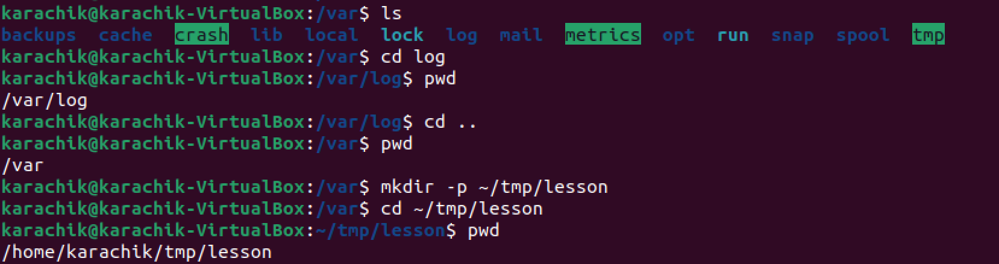 karachik@karachik-VirtualBox:/var$ ls
backups  cache  crash  lib  local  lock  log  mail  metrics  opt  run  snap  spool  tmp
karachik@karachik-VirtualBox:/var$ cd log
karachik@karachik-VirtualBox:/var/log$ pwd
/var/log
karachik@karachik-VirtualBox:/var/log$ cd ..
karachik@karachik-VirtualBox:/var$ pwd
/var
karachik@karachik-VirtualBox:/var$ mkdir -p ~/tmp/lesson
karachik@karachik-VirtualBox:/var$ cd ~/tmp/lesson
karachik@karachik-VirtualBox:~/tmp/lesson$ pwd
/home/karachik/tmp/lesson